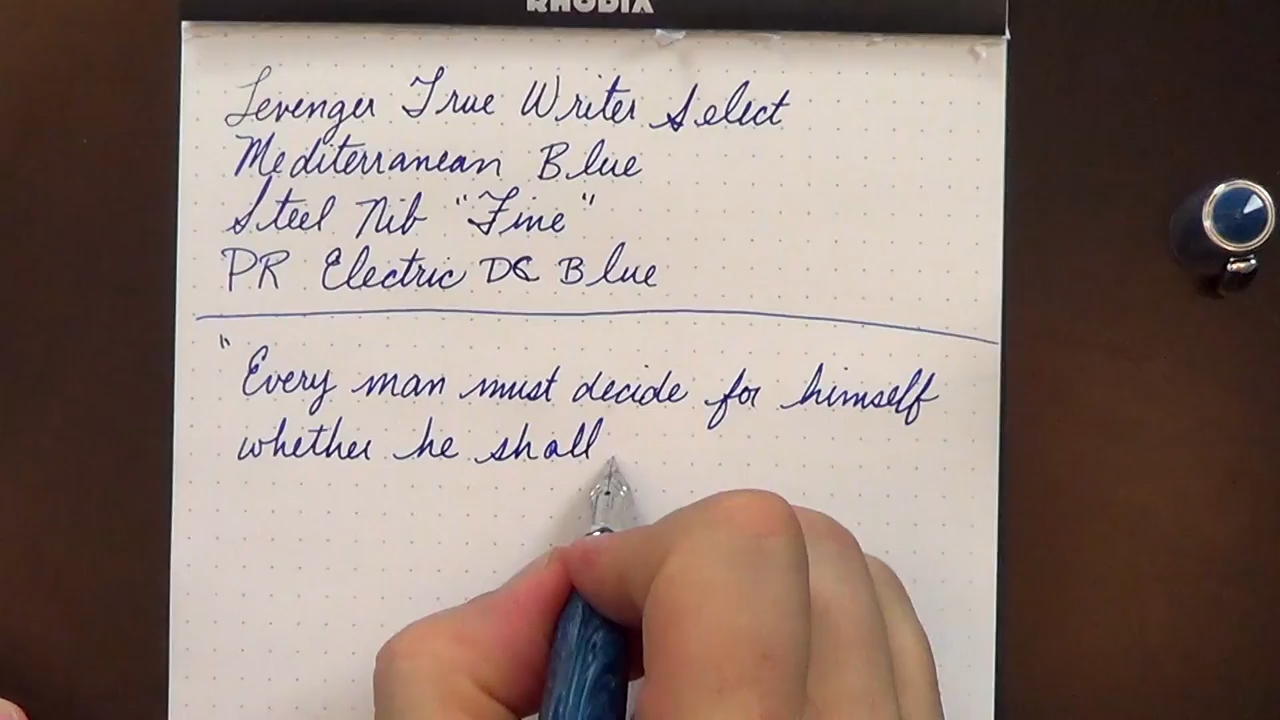 RHODIA
Levenger True Writer Select
Mediterranean Blue
Steel Nib "Fine"
PR Electric DC Blue
"Every man must decide for himself
whether he shall